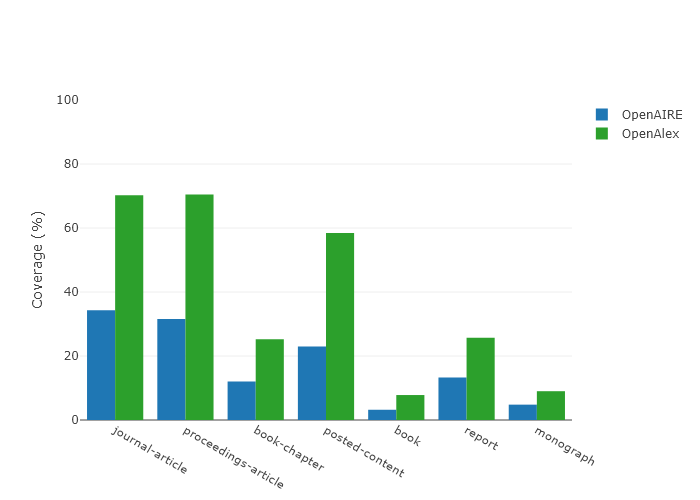 100
80
60
40
20
0
Coverage (%)
journal-article
proceedings-article
book-chapter
posted-content
book
report
monograph
OpenAIRE
OpenAlex